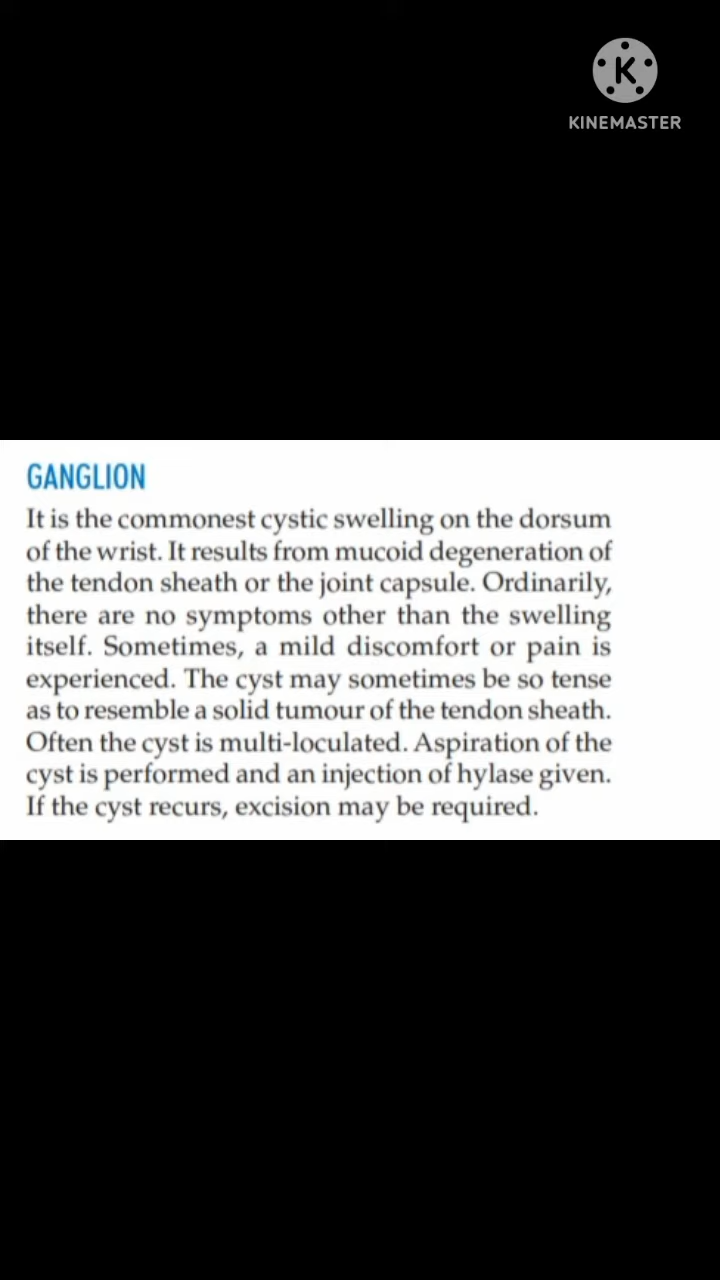 KINEMASTER
GANGLION
It is the commonest cystic swelling on the dorsum
of the wrist. It results from mucoid degeneration of
the tendon sheath or the joint capsule. Ordinarily,
there are no symptoms other than the swelling
itself. Sometimes, a mild discomfort or pain is
experienced. The cyst may sometimes be so tense
as to resemble a solid tumour of the tendon sheath.
Often the cyst is multi-loculated. Aspiration of the
cyst is performed and an injection of hylase given.
If the cyst recurs, excision may be required.